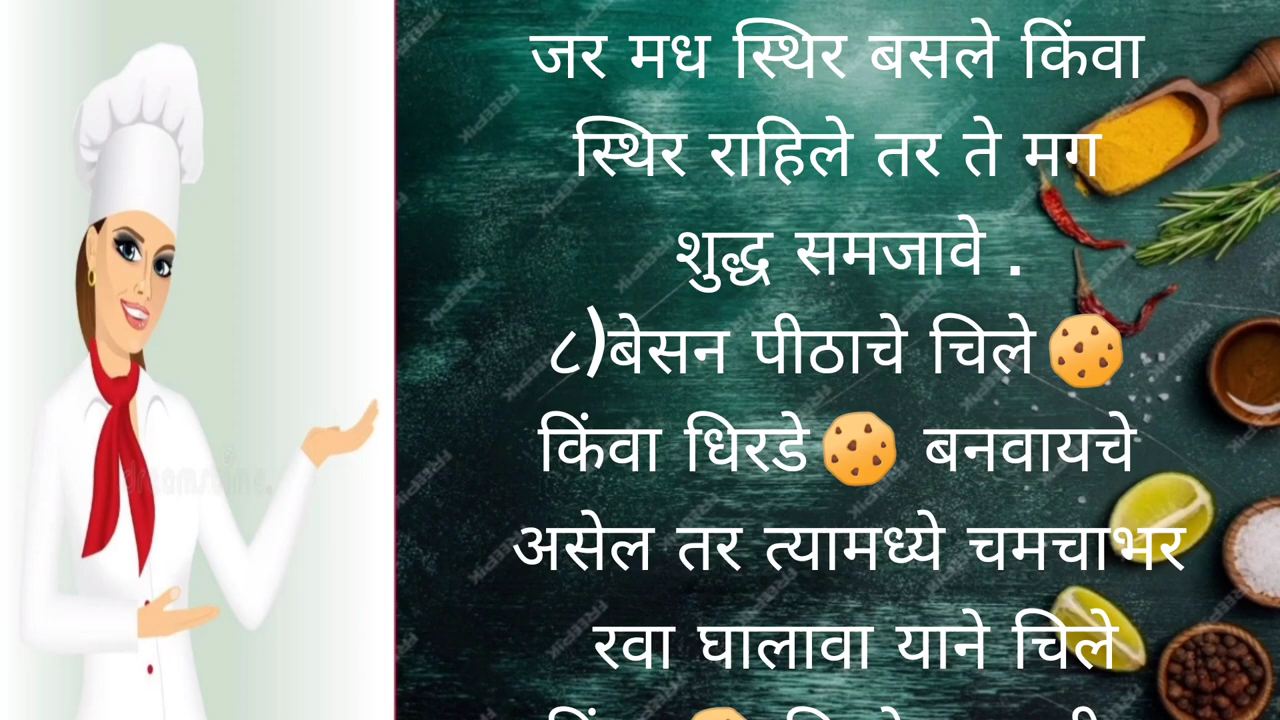 जर मध स्थिर बसले किंवा
स्थिर राहिले तर ते मग
शुद्ध समजावे .
८)बेसन पीठाचे चिले🍪
किंवा धिरडे🍪 बनवायचे
असेल तर त्यामध्ये चमचाभर
रवा घालावा याने चिले